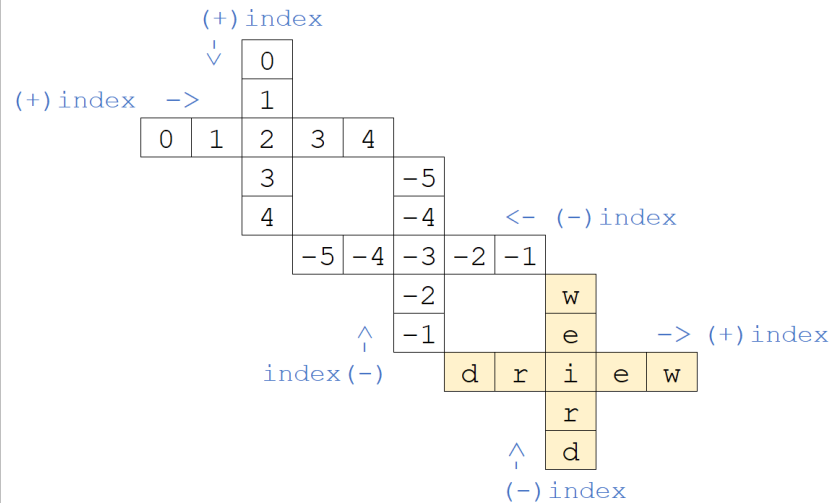 (+)index
0
(+)index -> 1
0 1 2 3 4
3 -5
4 -4 <- (-)index
-5 -4 -3 -2 -1
-2 w
-1 e -> (+)index
index(-) d r i e w
r
d
(-)index